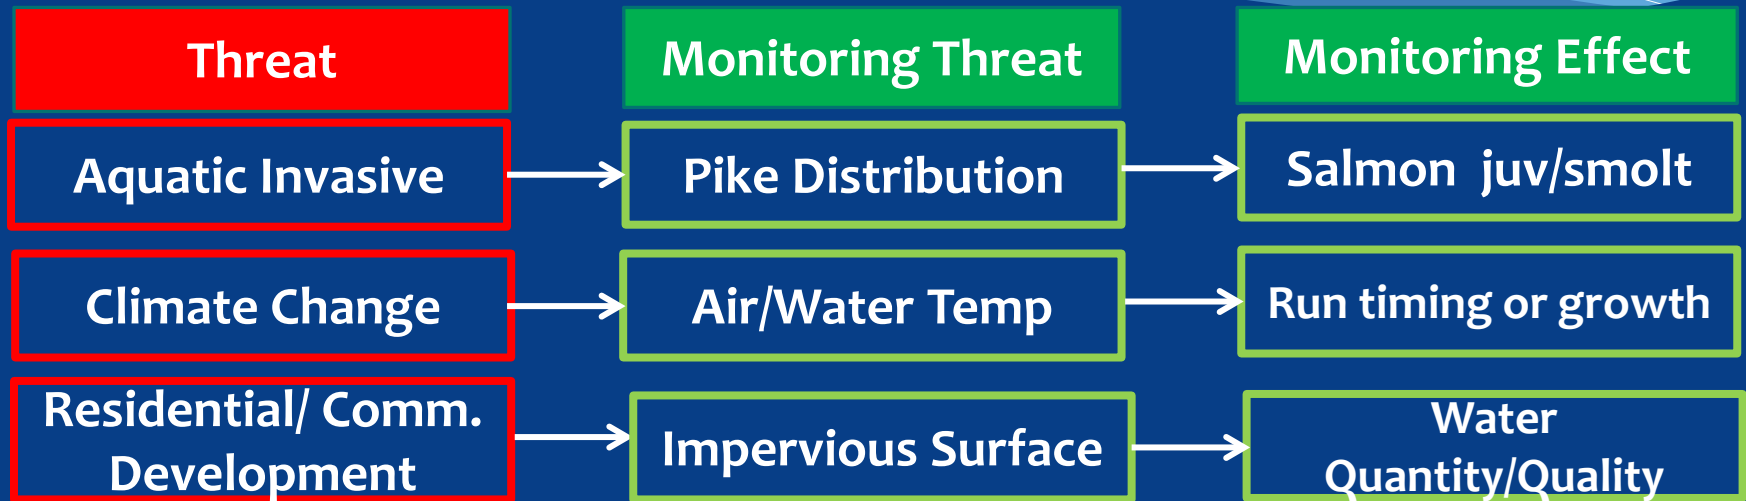 Threat
Monitoring Threat
Monitoring Effect
Aquatic Invasive
Pike Distribution
Salmon juv/smolt
Climate Change
Air/Water Temp
Run timing or growth
Residential/ Comm.
Development
Impervious Surface
Water
Quantity/Quality